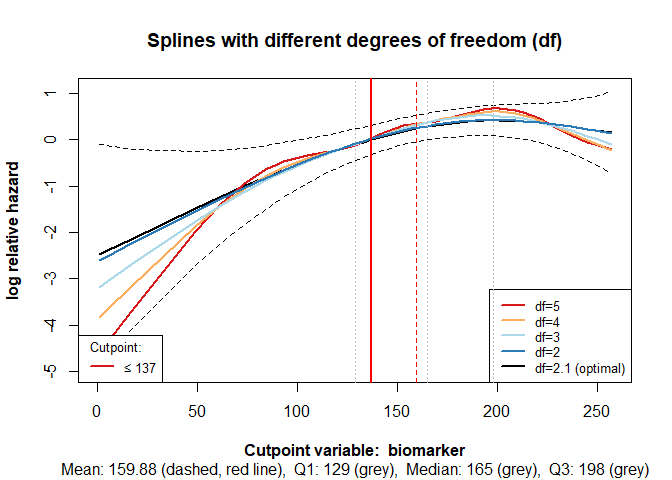 Splines with different degrees of freedom (df)
log relative hazard
1
0
-1
-2
-3
-4
-5
Cutpoint:
≤ 137
df=5
df=4
df=3
df=2
df=2.1 (optimal)
0 50 100 150 200 250
Cutpoint variable: biomarker
Mean: 159.88 (dashed, red line), Q1: 129 (grey), Median: 165 (grey), Q3: 198 (grey)